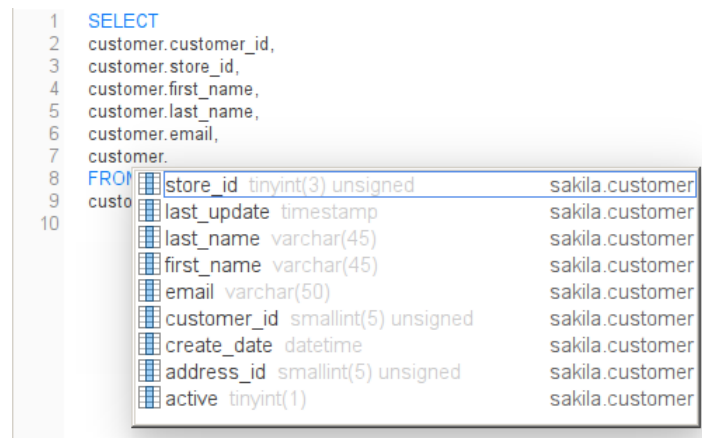 1 SELECT
2 customer.customer_id,
3 customer.store_id,
4 customer.first_name,
5 customer.last_name,
6 customer.email,
7 customer.
8 FROM
9 custo
10
store_id tinyint(3) unsigned sakila.customer
last_update timestamp sakila.customer
last_name varchar(45) sakila.customer
first_name varchar(45) sakila.customer
email varchar(50) sakila.customer
customer_id smallint(5) unsigned sakila.customer
create_date datetime sakila.customer
address_id smallint(5) unsigned sakila.customer
active tinyint(1) sakila.customer